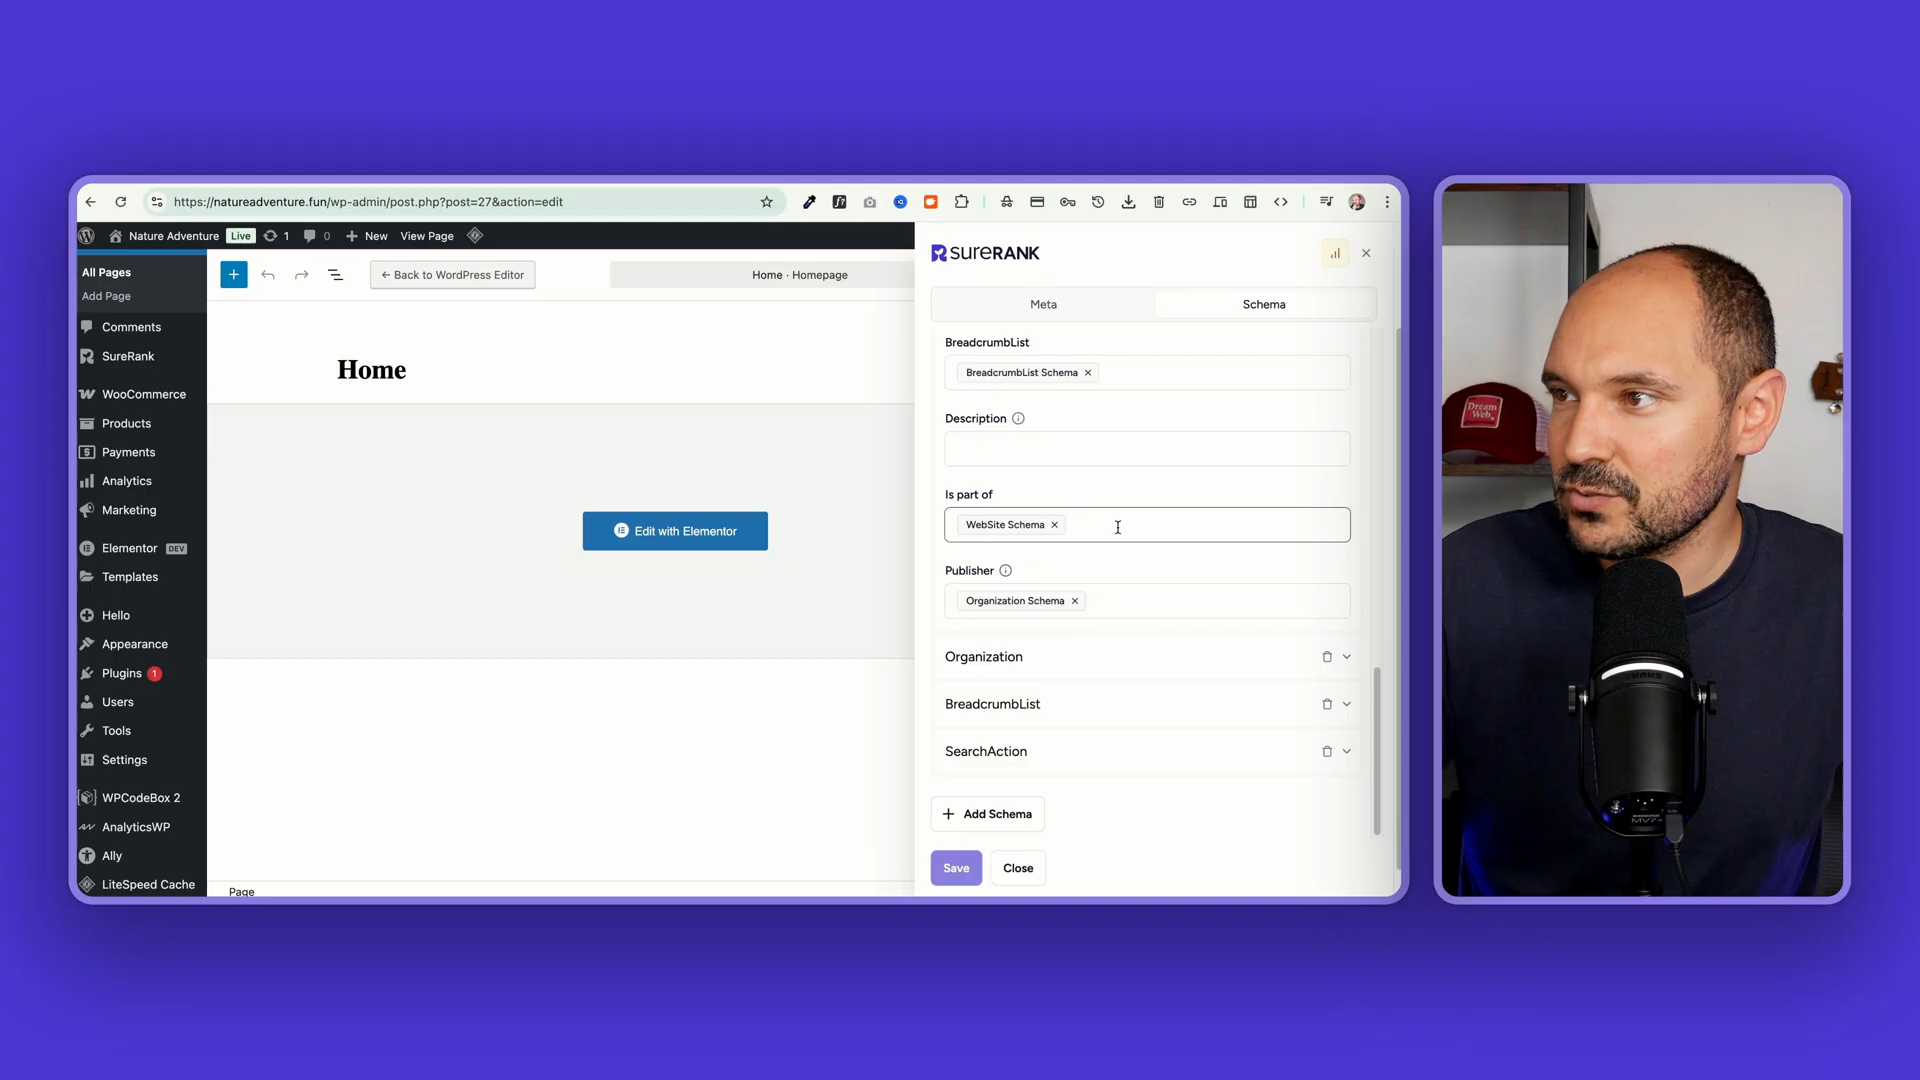 https://natureadventure.fun/wp-admin/post.php?post=27&action=edit
Nature Adventure
Live
1
0
New
View Page
All Pages
Add Page
Comments
SureRank
WooCommerce
Products
Payments
Analytics
Marketing
Elementor DEV
Templates
Hello
Appearance
Plugins 1
Users
Tools
Settings
WPCodeBox 2
AnalyticsWP
Ally
LiteSpeed Cache
← Back to WordPress Editor
Home · Homepage
Home
Edit with Elementor
Page
SureRANK
Meta
Schema
BreadcrumbList
BreadcrumbList Schema ×
Description
Is part of
WebSite Schema ×
Publisher
Organization Schema ×
Organization
BreadcrumbList
SearchAction
+ Add Schema
Save
Close
Dream
Web
MV7+